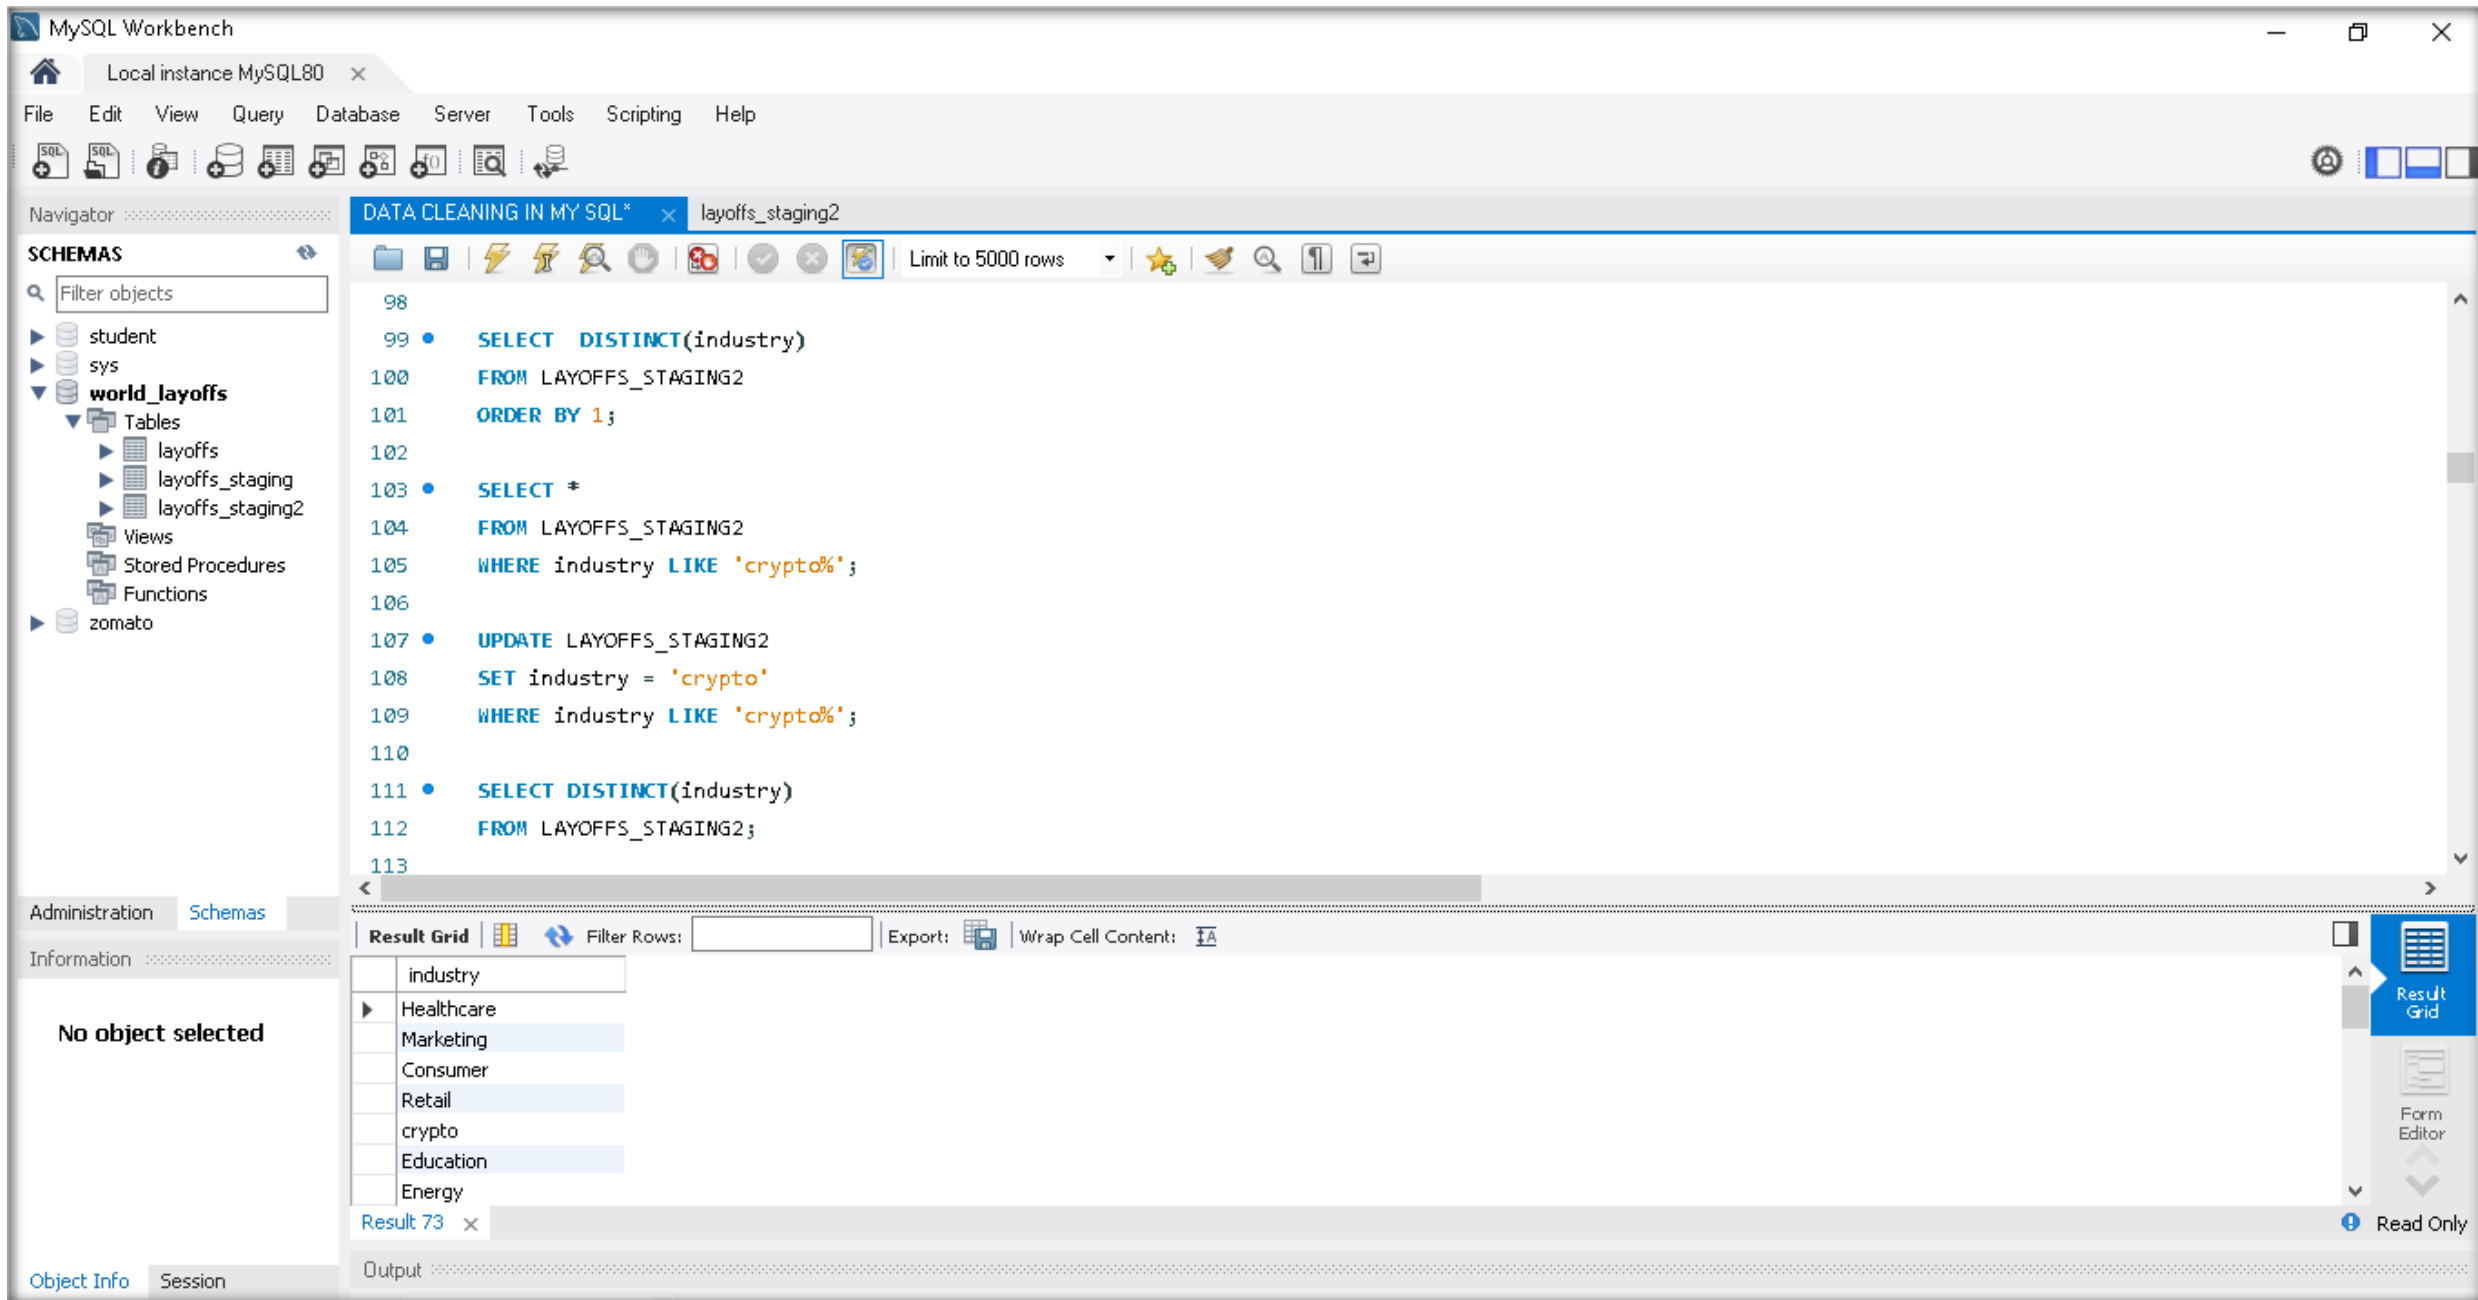 MySQL Workbench
Local instance MySQL80
File Edit View Query Database Server Tools Scripting Help
Navigator
SCHEMAS
Filter objects
student
sys
world_layoffs
Tables
layoffs
layoffs_staging
layoffs_staging2
Views
Stored Procedures
Functions
zomato
Administration Schemas
Information
No object selected
Object Info Session
DATA CLEANING IN MY SQL* layoffs_staging2
Limit to 5000 rows
98
99 SELECT  DISTINCT(industry)
100 FROM LAYOFFS_STAGING2
101 ORDER BY 1;
102
103 SELECT *
104 FROM LAYOFFS_STAGING2
105 WHERE industry LIKE 'crypto%';
106
107 UPDATE LAYOFFS_STAGING2
108 SET industry = 'crypto'
109 WHERE industry LIKE 'crypto%';
110
111 SELECT DISTINCT(industry)
112 FROM LAYOFFS_STAGING2;
113
Result Grid Filter Rows: Export: Wrap Cell Content:
industry
Healthcare
Marketing
Consumer
Retail
crypto
Education
Energy
Result Grid
Form Editor
Result 73
Read Only
Output